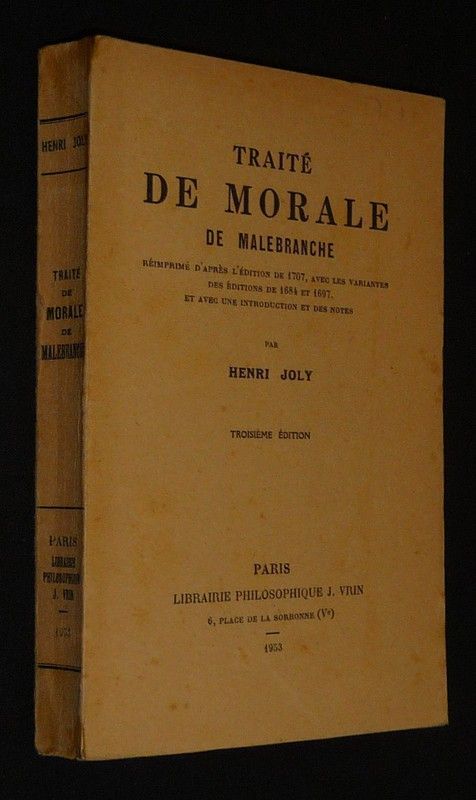 HENRI JOLY
TRAITÉ
DE
MORALE
DE
MALEBRANCHE
PARIS
LIBRAIRIE
PHILOSOPHIQUE
J. VRIN
1953
TRAITÉ
DE MORALE
DE MALEBRANCHE
RÉIMPRIMÉ D'APRÈS L'ÉDITION DE 1707, AVEC LES VARIANTES
DES ÉDITIONS DE 1684 ET 1697,
ET AVEC UNE INTRODUCTION ET DES NOTES
PAR
HENRI JOLY
TROISIÈME ÉDITION
PARIS
LIBRAIRIE PHILOSOPHIQUE J. VRIN
6, PLACE DE LA SORBONNE (Ve)
1953